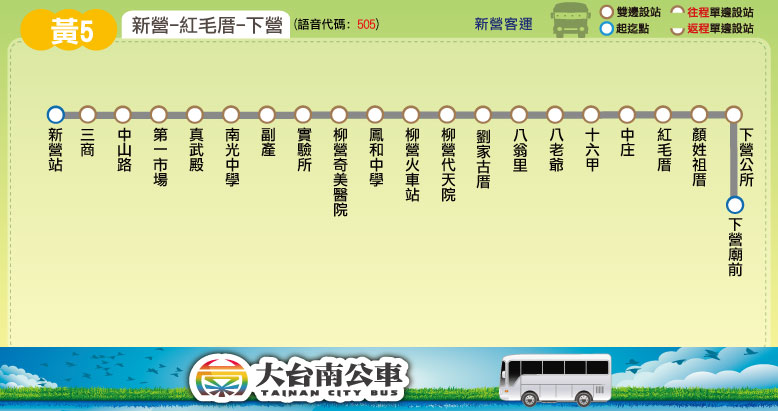 黃5
新營-紅毛厝-下營
(語音代碼: 505)
新營客運
雙邊設站
起迄點
往程單邊設站
返程單邊設站
新營站
三商
中山路
第一市場
真武殿
南光中學
副產
實驗所
柳營奇美醫院
鳳和中學
柳營火車站
柳營代天院
劉家古厝
八翁里
八老爺
十六甲
中庄
紅毛厝
顏姓祖厝
下營公所
下營廟前
大台南公車
TAINAN CITY BUS